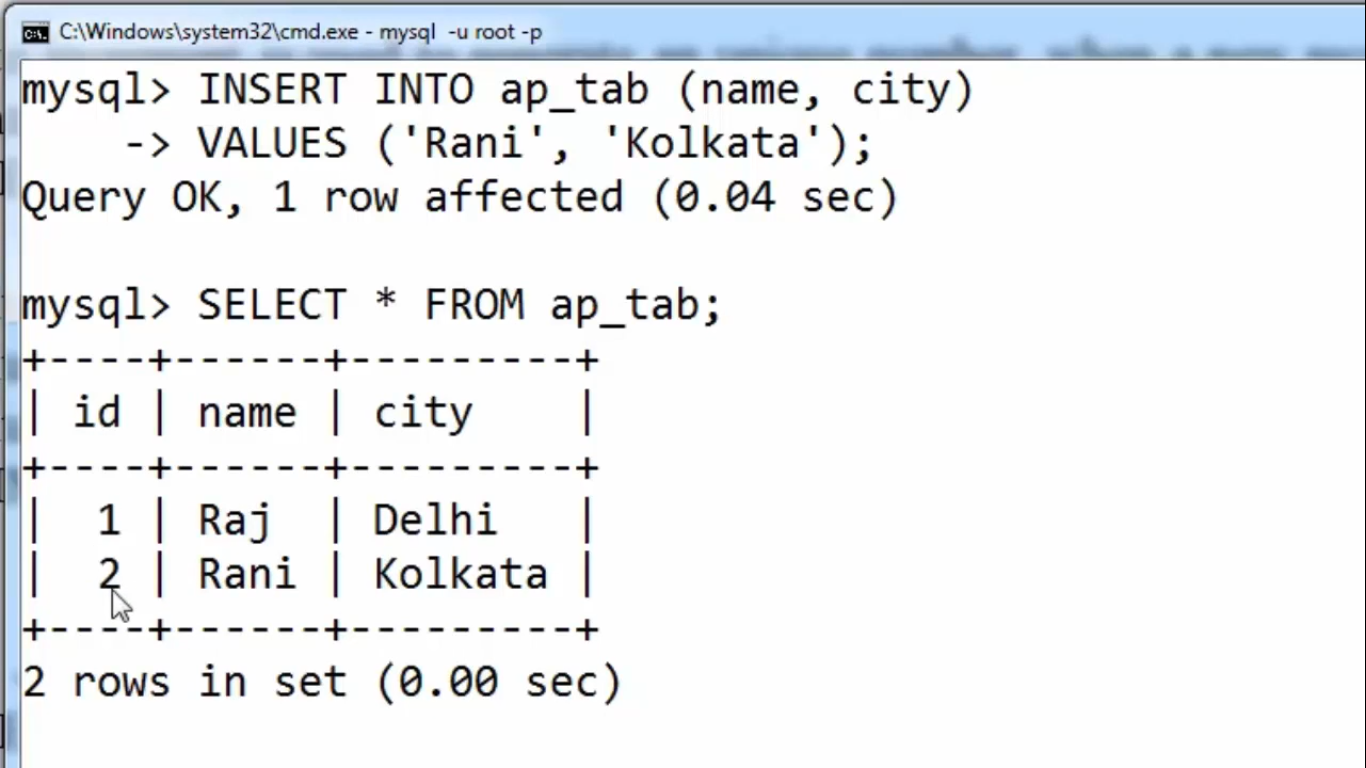 C:\Windows\system32\cmd.exe - mysql  -u root -p
mysql> INSERT INTO ap_tab (name, city)
    -> VALUES ('Rani', 'Kolkata');
Query OK, 1 row affected (0.04 sec)

mysql> SELECT * FROM ap_tab;
+----+------+---------+
| id | name | city    |
+----+------+---------+
|  1 | Raj  | Delhi   |
|  2 | Rani | Kolkata |
+----+------+---------+
2 rows in set (0.00 sec)